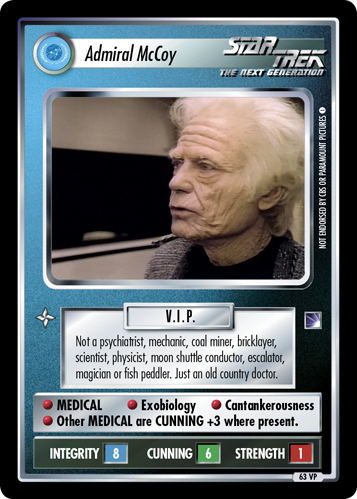 Admiral McCoy
STAR TREK
THE NEXT GENERATION
NOT ENDORSED BY CBS OR PARAMOUNT PICTURES
V.I.P.
Not a psychiatrist, mechanic, coal miner, bricklayer,
scientist, physicist, moon shuttle conductor, escalator,
magician or fish peddler. Just an old country doctor.
MEDICAL Exobiology Cantankerousness
Other MEDICAL are CUNNING +3 where present.
INTEGRITY 8 CUNNING 6 STRENGTH 1
63 VP